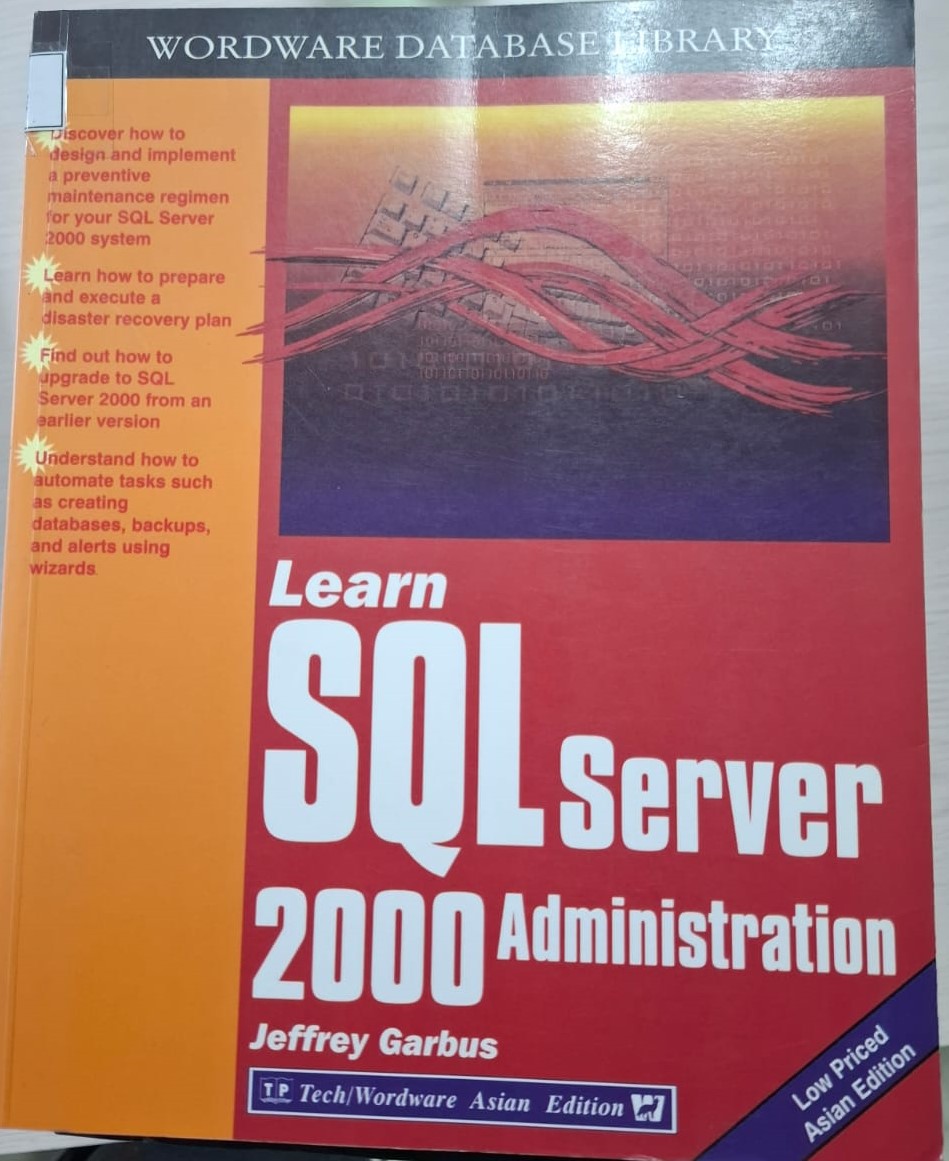 WORDWARE DATABASE LIBRARY
Discover how to
design and implement
a preventive
maintenance regimen
for your SQL Server
2000 system
Learn how to prepare
and execute a
disaster recovery plan
Find out how to
upgrade to SQL
Server 2000 from an
earlier version
Understand how to
automate tasks such
as creating
databases, backups,
and alerts using
wizards.
Learn
SQL Server
2000 Administration
Jeffrey Garbus
TP Tech/Wordware Asian Edition W
Low Priced
Asian Edition